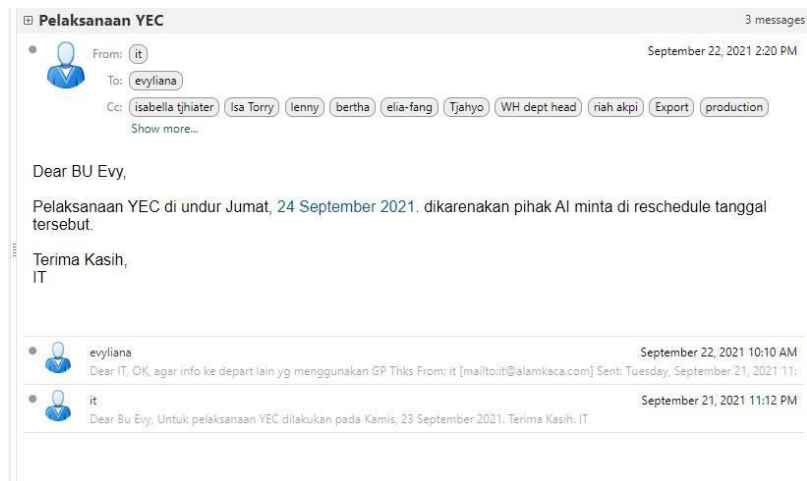 Pelaksanaan YEC
3 messages
From: it
September 22, 2021 2:20 PM
To: evyliana
Cc: isabella tjhiater Isa Torry lenny bertha elia-fang Tjahyo WH dept head riah akpi Export production
Show more...
Dear BU Evy,
Pelaksanaan YEC di undur Jumat, 24 September 2021. dikarenakan pihak AI minta di reschedule tanggal
tersebut.
Terima Kasih,
IT
evyliana
September 22, 2021 10:10 AM
Dear IT, OK, agar info ke depart lain yg menggunakan GP Thks From: it [mailto:it@alamkaca.com] Sent: Tuesday, September 21, 2021 11:
it
September 21, 2021 11:12 PM
Dear Bu Evy, Untuk pelaksanaan YEC dilakukan pada Kamis, 23 September 2021. Terima Kasih. IT